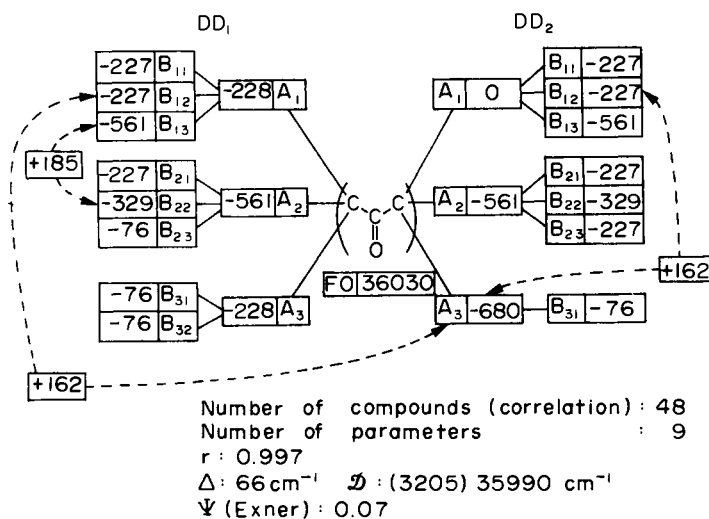 DD₁ DD₂
-227 B₁₁ B₁₁ -227
-227 B₁₂ -228 A₁ A₁ 0 B₁₂ -227
-561 B₁₃ B₁₃ -561
+185
-227 B₂₁ B₂₁ -227
-329 B₂₂ -561 A₂ C C C A₂ -561 B₂₂ -329
-76 B₂₃ O B₂₃ -227
F0 36030 +162
-76 B₃₁ -228 A₃ A₃ -680 B₃₁ -76
-76 B₃₂
+162
Number of compounds (correlation) : 48
Number of parameters : 9
r : 0.997
Δ : 66 cm⁻¹ 𝒟 : (3205) 35990 cm⁻¹
Ψ (Exner) : 0.07